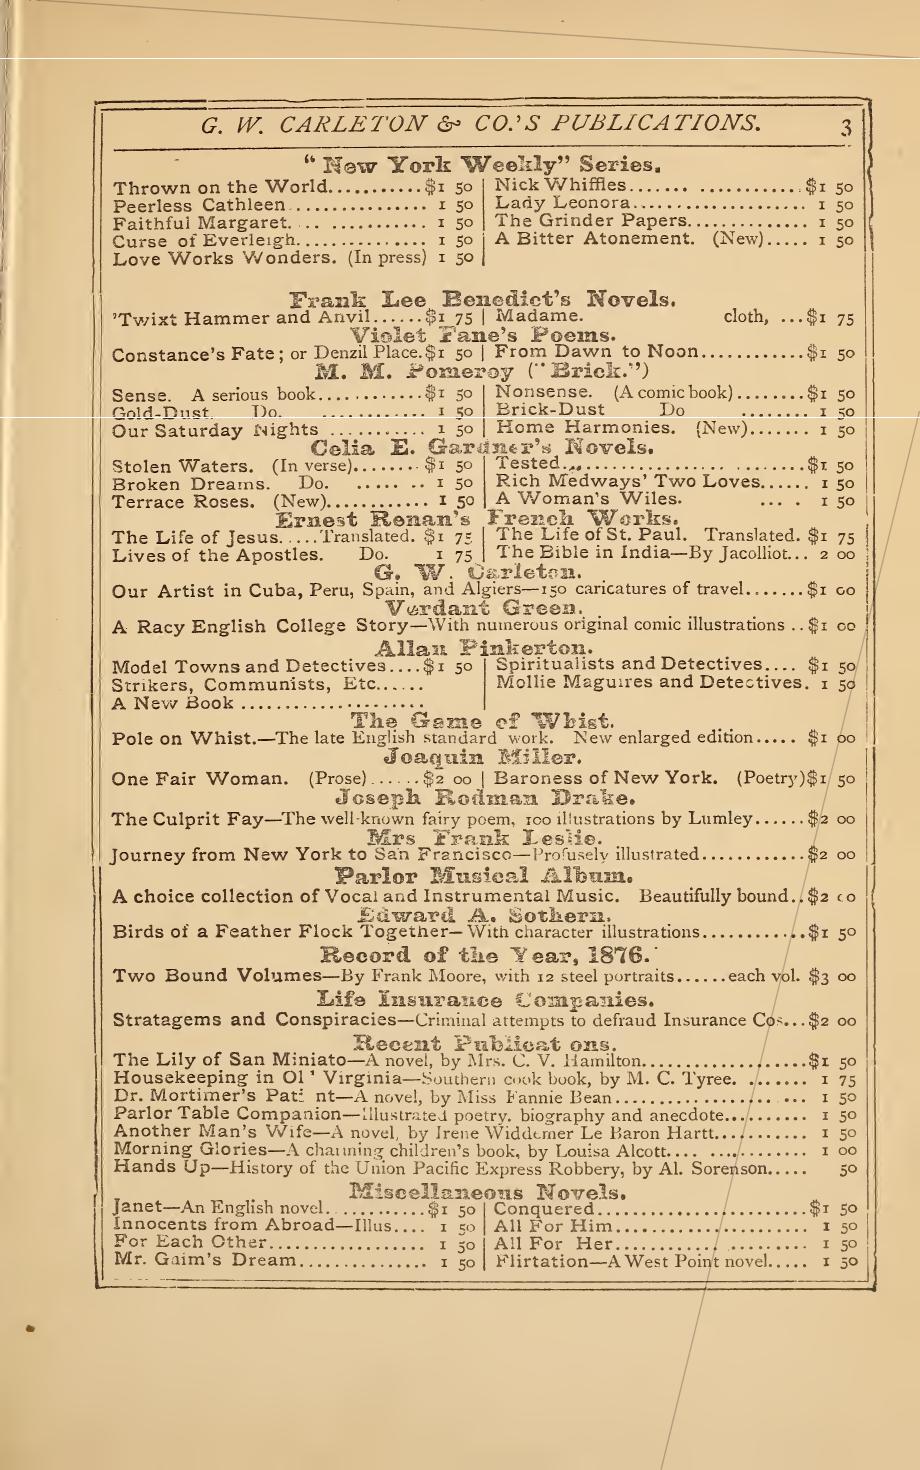 G. W. CARLETON & CO.'S PUBLICATIONS. 3
"New York Weekly" Series.
Thrown on the World..........$1 50 | Nick Whiffles....... ...........$1 50
Peerless Cathleen............... 1 50 | Lady Leonora.................... 1 50
Faithful Margaret. .. ........... 1 50 | The Grinder Papers.............. 1 50
Curse of Everleigh.............. 1 50 | A Bitter Atonement. (New)..... 1 50
Love Works Wonders. (In press) 1 50 |
Frank Lee Benedict's Novels.
'Twixt Hammer and Anvil......$1 75 | Madame. cloth, ...$1 75
Violet Fane's Poems.
Constance's Fate; or Denzil Place.$1 50 | From Dawn to Noon...........$1 50
M. M. Pomeroy ("Brick.")
Sense. A serious book............$1 50 | Nonsense. (A comic book).......$1 50
Gold-Dust. Do. ............ 1 50 | Brick-Dust Do ........ 1 50
Our Saturday Nights ........... 1 50 | Home Harmonies. (New)....... 1 50
Celia E. Gardner's Novels.
Stolen Waters. (In verse).......$1 50 | Tested.......................$1 50
Broken Dreams. Do. ..... .. 1 50 | Rich Medways' Two Loves...... 1 50
Terrace Roses. (New)............ 1 50 | A Woman's Wiles. .... . 1 50
Ernest Renan's French Works.
The Life of Jesus.....Translated. $1 75 | The Life of St. Paul. Translated. $1 75
Lives of the Apostles. Do. 1 75 | The Bible in India—By Jacolliot... 2 00
G. W. Carleton.
Our Artist in Cuba, Peru, Spain, and Algiers—150 caricatures of travel.......$1 00
Verdant Green.
A Racy English College Story—With numerous original comic illustrations ..$1 00
Allan Pinkerton.
Model Towns and Detectives....$1 50 | Spiritualists and Detectives.... $1 50
Strikers, Communists, Etc...... | Mollie Maguires and Detectives. 1 50
A New Book ...................... |
The Game of Whist.
Pole on Whist.—The late English standard work. New enlarged edition..... $1 00
Joaquin Miller.
One Fair Woman. (Prose)......$2 00 | Baroness of New York. (Poetry)$1 50
Joseph Rodman Drake.
The Culprit Fay—The well-known fairy poem, 100 illustrations by Lumley......$2 00
Mrs Frank Leslie.
Journey from New York to San Francisco—Profusely illustrated............$2 00
Parlor Musical Album.
A choice collection of Vocal and Instrumental Music. Beautifully bound..$2 00
Edward A. Sothern.
Birds of a Feather Flock Together—With character illustrations............$1 50
Record of the Year, 1876.
Two Bound Volumes—By Frank Moore, with 12 steel portraits......each vol. $3 00
Life Insurance Companies.
Stratagems and Conspiracies—Criminal attempts to defraud Insurance Cos...$2 00
Recent Publicat ons.
The Lily of San Miniato—A novel, by Mrs. C. V. Hamilton...................$1 50
Housekeeping in Ol' Virginia—Southern cook book, by M. C. Tyree. ........ 1 75
Dr. Mortimer's Pati nt—A novel, by Miss Fannie Bean................... ... 1 50
Parlor Table Companion—Illustrated poetry. biography and anecdote.......... 1 50
Another Man's Wife—A novel, by Irene Widdemer Le Baron Hartt........... 1 50
Morning Glories—A charming children's book, by Louisa Alcott.... ........... 1 00
Hands Up—History of the Union Pacific Express Robbery, by Al. Sorenson..... 50
Miscellaneous Novels.
Janet—An English novel...........$1 50 | Conquered.......................$1 50
Innocents from Abroad—Illus.... 1 50 | All For Him..................... 1 50
For Each Other.................. 1 50 | All For Her..................... 1 50
Mr. Gaim's Dream............... 1 50 | Flirtation—A West Point novel..... 1 50